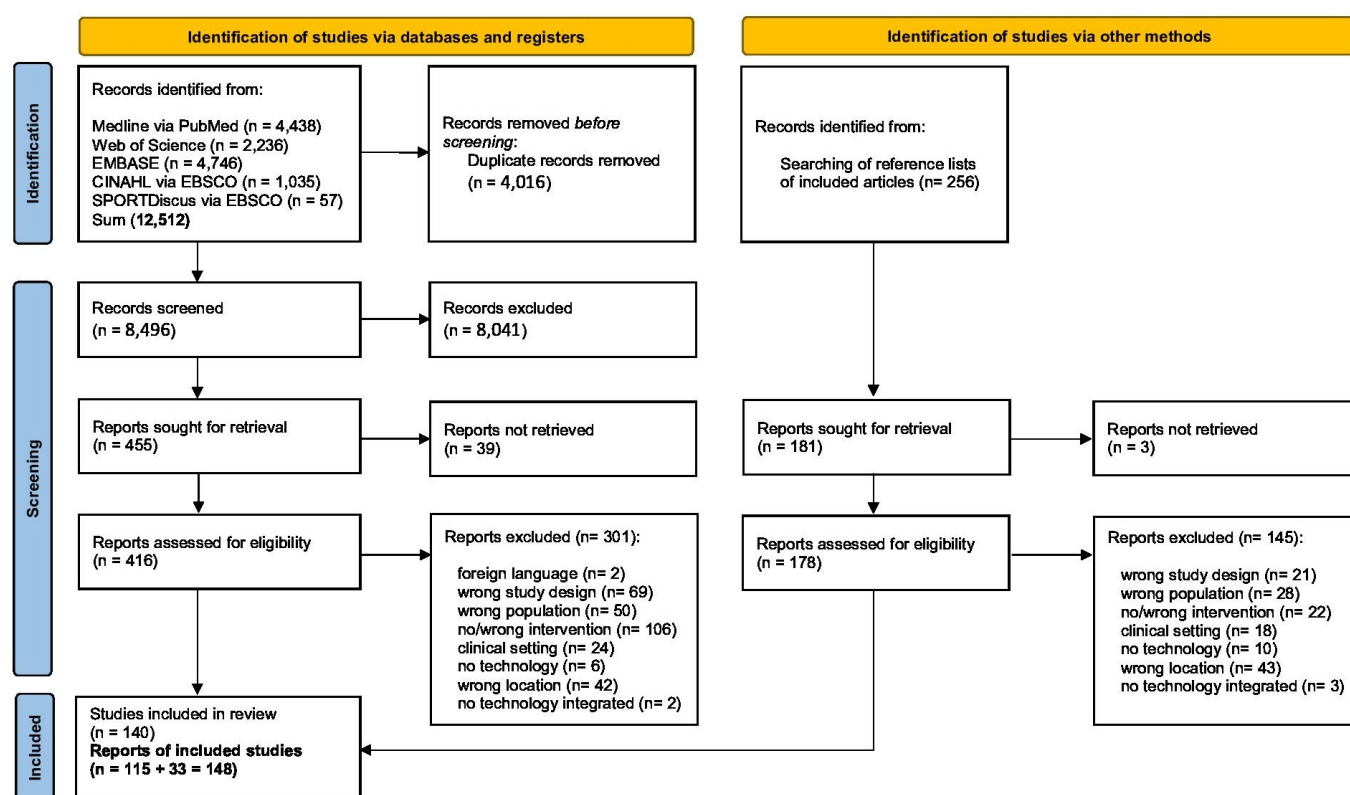 Identification of studies via databases and registers
Identification of studies via other methods
Identification
Records identified from:
Medline via PubMed (n = 4,438)
Web of Science (n = 2,236)
EMBASE (n = 4,746)
CINAHL via EBSCO (n = 1,035)
SPORTDiscus via EBSCO (n = 57)
Sum (12,512)
Records removed before
screening:
Duplicate records removed
(n = 4,016)
Records identified from:
Searching of reference lists
of included articles (n= 256)
Screening
Records screened
(n = 8,496)
Records excluded
(n = 8,041)
Reports sought for retrieval
(n = 455)
Reports not retrieved
(n = 39)
Reports sought for retrieval
(n = 181)
Reports not retrieved
(n = 3)
Reports assessed for eligibility
(n = 416)
Reports excluded (n= 301):
foreign language (n= 2)
wrong study design (n= 69)
wrong population (n= 50)
no/wrong intervention (n= 106)
clinical setting (n= 24)
no technology (n= 6)
wrong location (n= 42)
no technology integrated (n= 2)
Reports assessed for eligibility
(n = 178)
Reports excluded (n= 145):
wrong study design (n= 21)
wrong population (n= 28)
no/wrong intervention (n= 22)
clinical setting (n= 18)
no technology (n= 10)
wrong location (n= 43)
no technology integrated (n= 3)
Included
Studies included in review
(n = 140)
Reports of included studies
(n = 115 + 33 = 148)